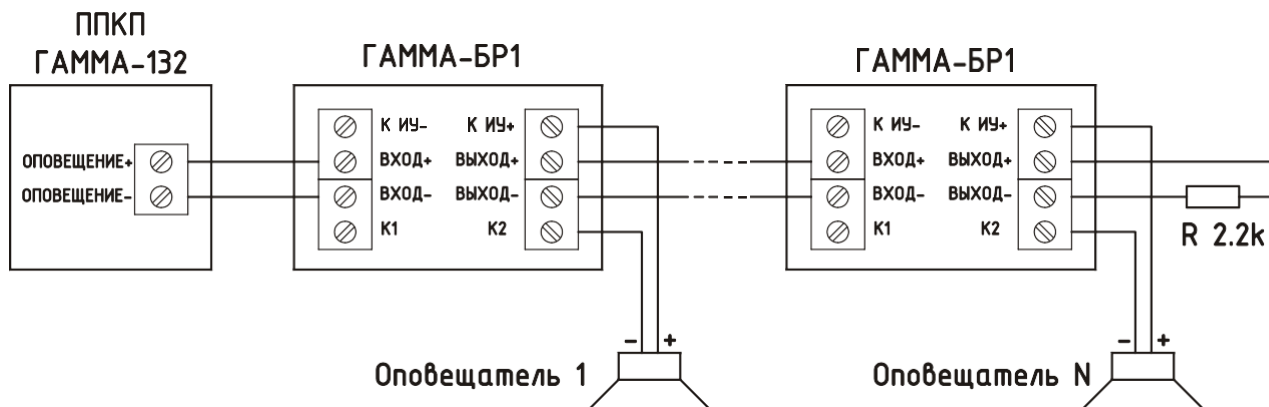 ППКП
ГАММА-132
ОПОВЕЩЕНИЕ+
ОПОВЕЩЕНИЕ-
ГАММА-БР1
К ИУ- К ИУ+
ВХОД+ ВЫХОД+
ВХОД- ВЫХОД-
К1 К2
- +
Оповещатель 1
ГАММА-БР1
К ИУ- К ИУ+
ВХОД+ ВЫХОД+
ВХОД- ВЫХОД-
К1 К2
R 2.2k
- +
Оповещатель N